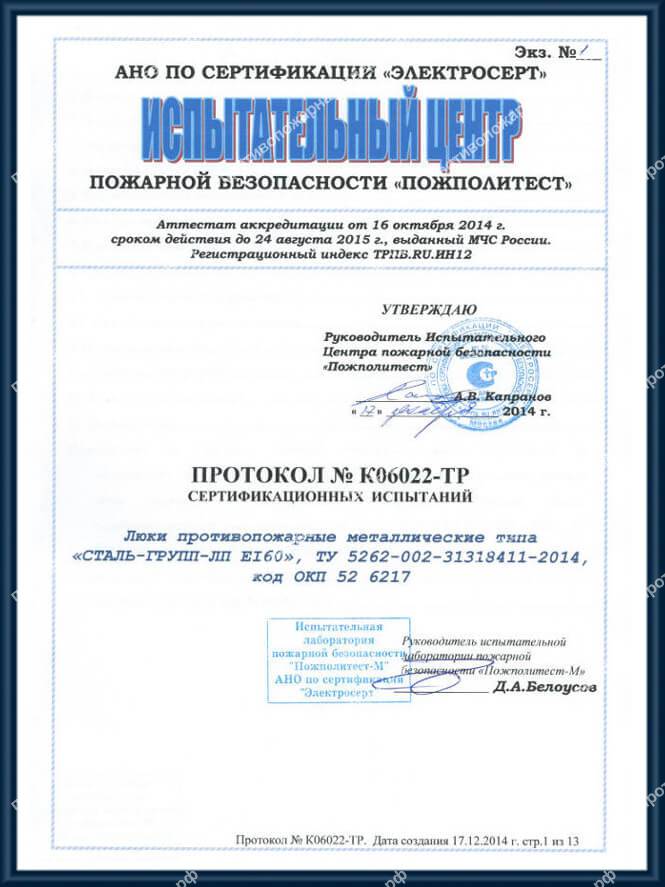 Экз. № 1
АНО ПО СЕРТИФИКАЦИИ «ЭЛЕКТРОСЕРТ»
ИСПЫТАТЕЛЬНЫЙ ЦЕНТР
ПОЖАРНОЙ БЕЗОПАСНОСТИ «ПОЖПОЛИТЕСТ»
Аттестат аккредитации от 16 октября 2014 г.
сроком действия до 24 августа 2015 г., выданный МЧС России.
Регистрационный индекс ТРПБ.RU.ИН12
УТВЕРЖДАЮ
Руководитель Испытательного
Центра пожарной безопасности
«Пожполитест»
А.В. Капранов
« 17 » декабря 2014 г.
Москва
ПРОТОКОЛ № К06022-ТР
СЕРТИФИКАЦИОННЫХ ИСПЫТАНИЙ
Люки противопожарные металлические типа
«СТАЛЬ-ГРУПП-ЛП EI60», ТУ 5262-002-31318411-2014,
код ОКП 52 6217
Испытательная
лаборатория
пожарной безопасности
"Пожполитест-М"
АНО по сертификации
"Электросерт
Руководитель испытательной
лаборатории пожарной
безопасности «Пожполитест-М»
Д.А.Белоусов
Протокол № К06022-ТР. Дата создания 17.12.2014 г. стр.1 из 13